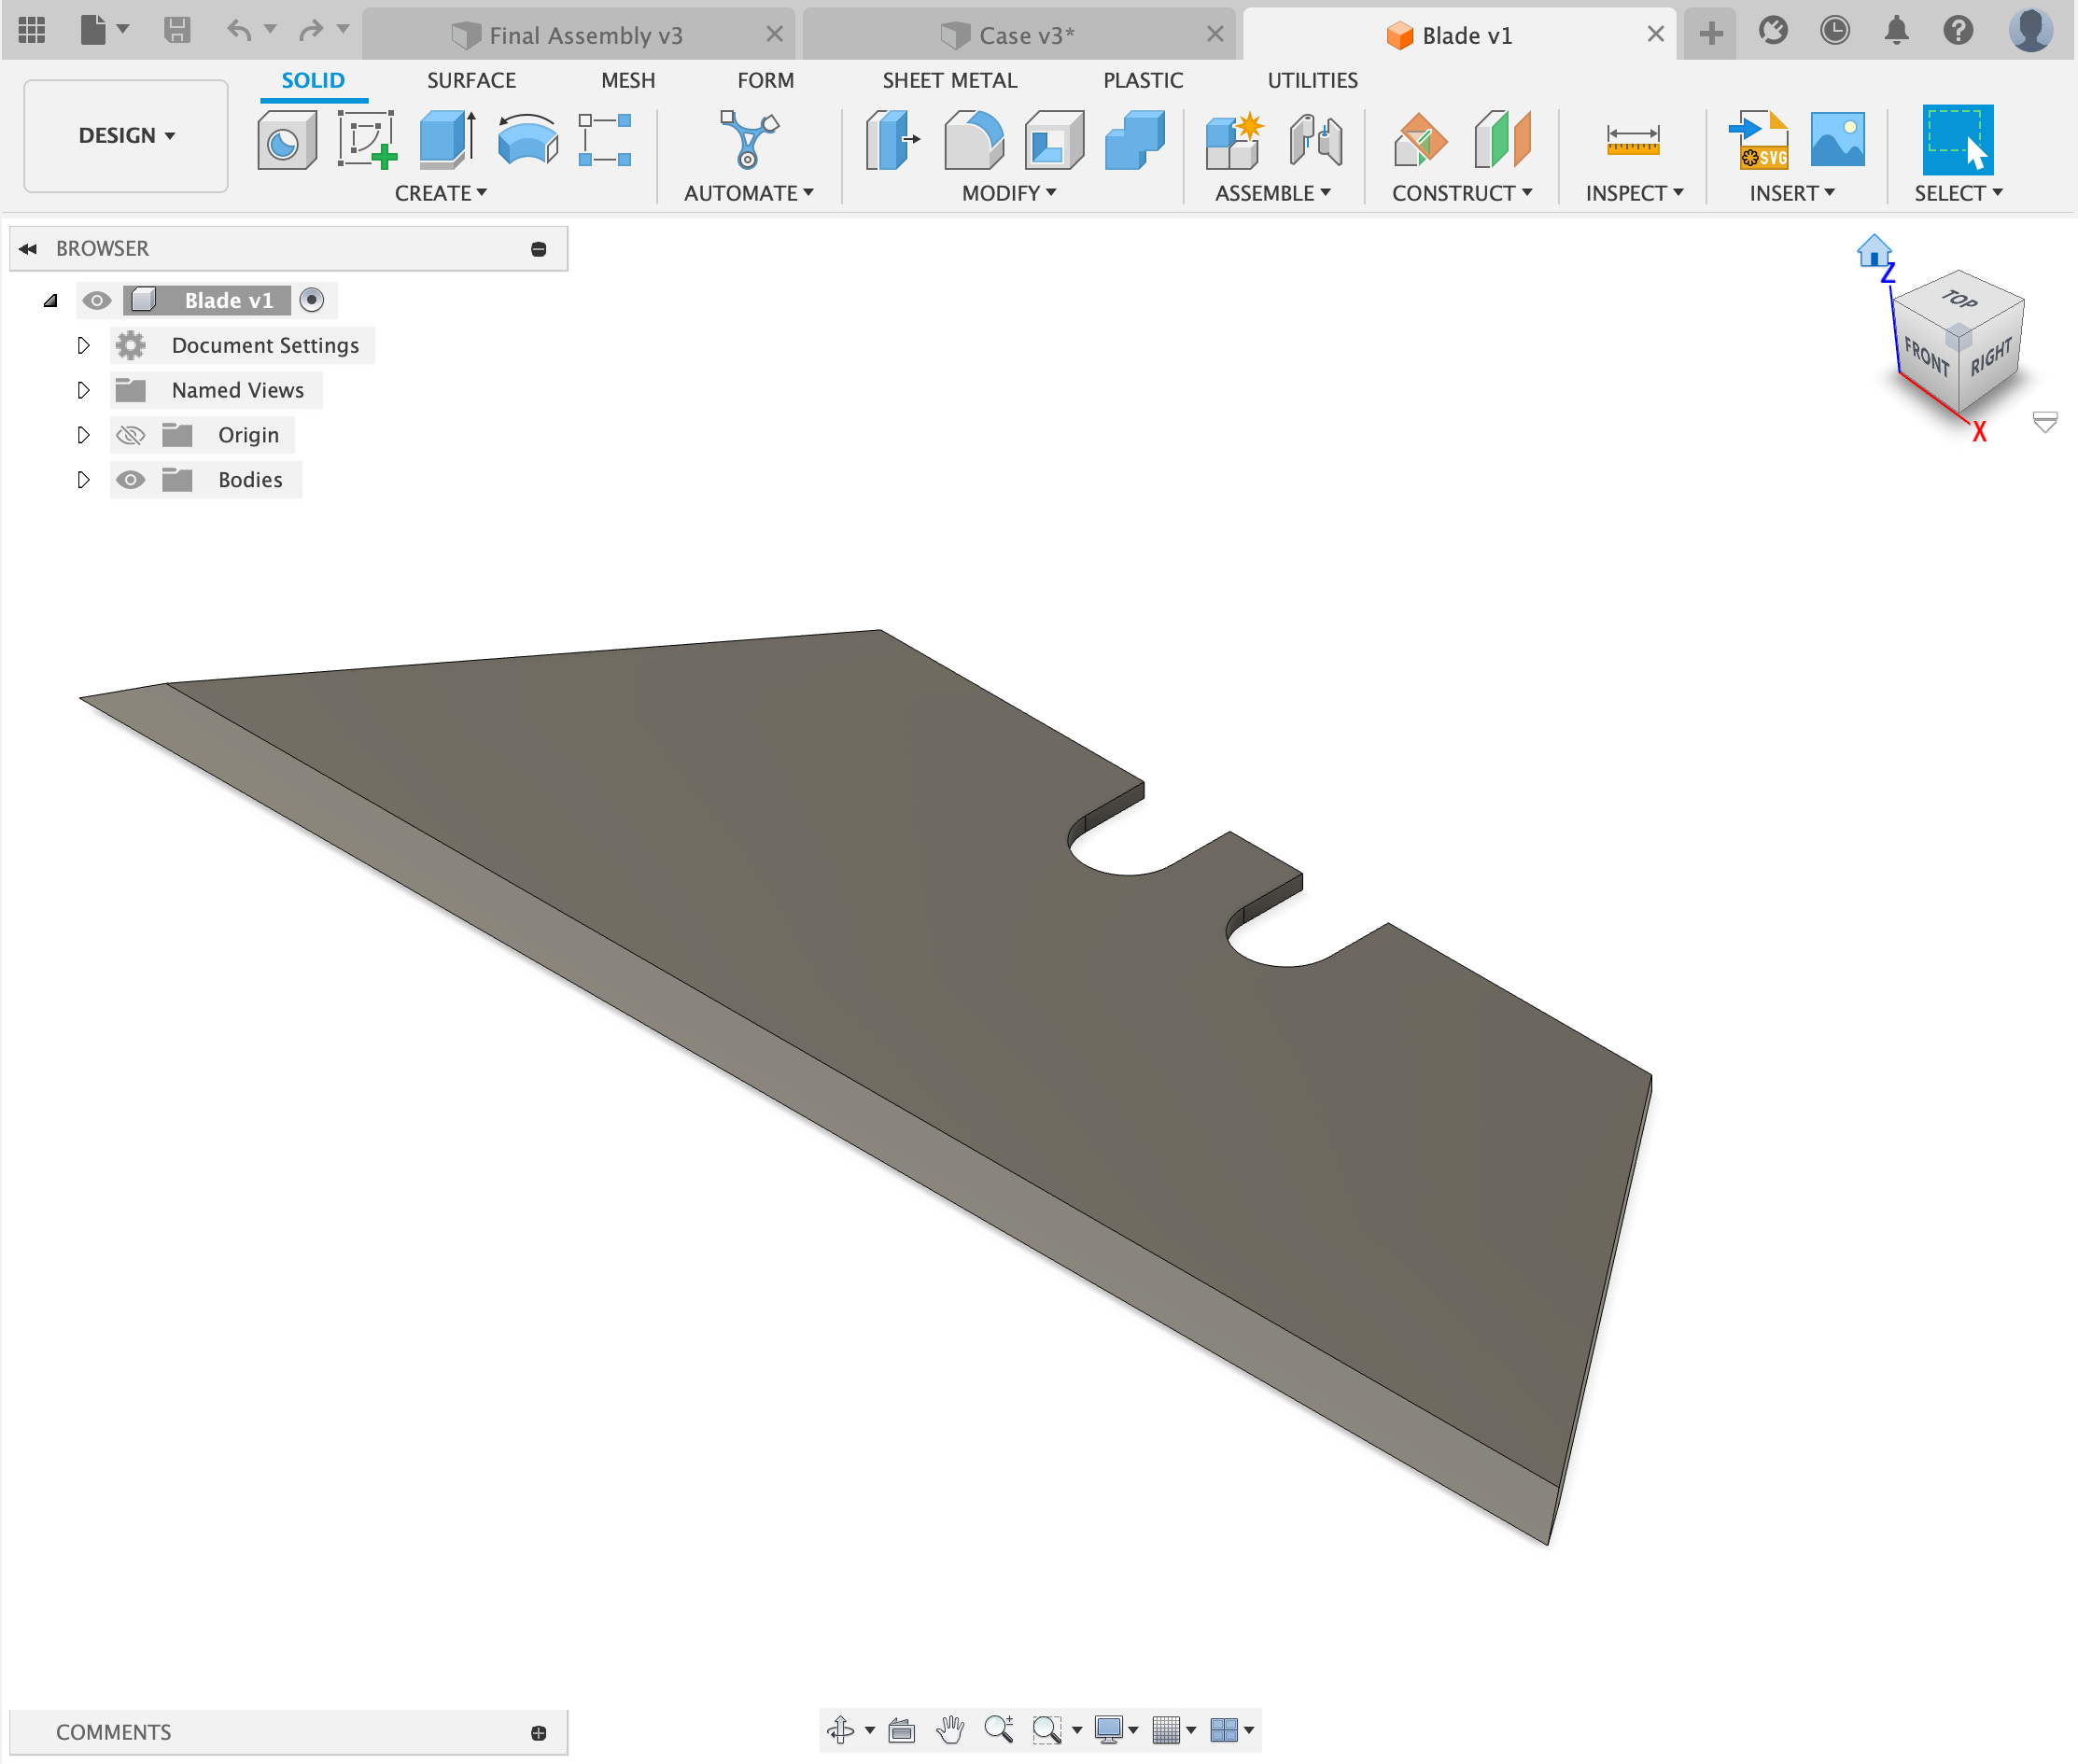 Final Assembly v3
Case v3*
Blade v1
DESIGN
SOLID
SURFACE
MESH
FORM
SHEET METAL
PLASTIC
UTILITIES
SVG
CREATE
AUTOMATE
MODIFY
ASSEMBLE
CONSTRUCT
INSPECT
INSERT
SELECT
BROWSER
Blade v1
Document Settings
Named Views
Origin
Bodies
Z
TOP
FRONT
RIGHT
X
COMMENTS